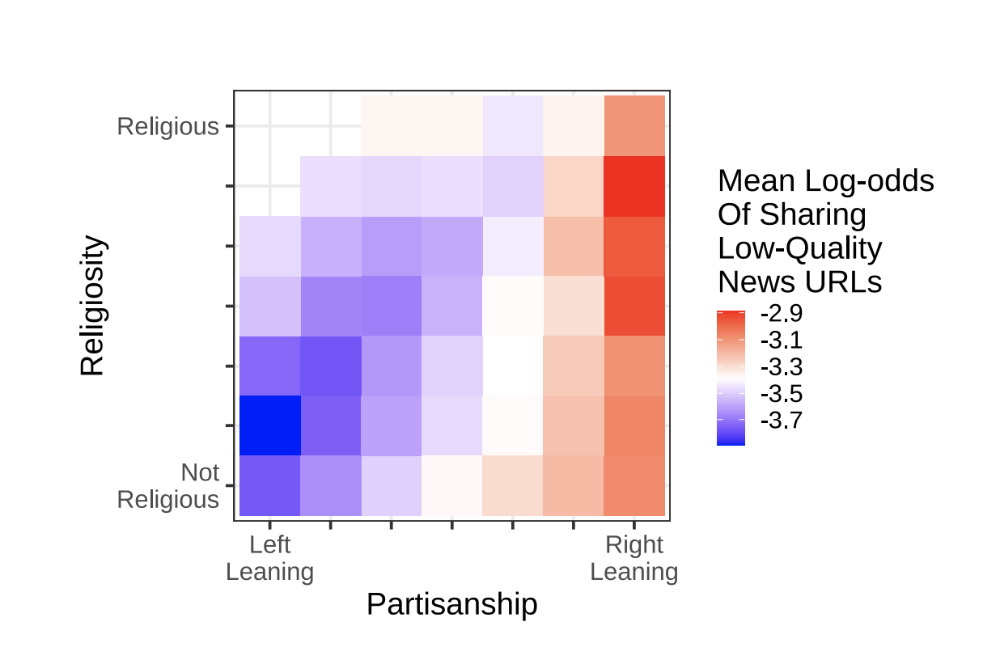 Religious
Not
Religious
Religiosity
Left
Leaning
Right
Leaning
Partisanship
Mean Log-odds
Of Sharing
Low-Quality
News URLs
-2.9
-3.1
-3.3
-3.5
-3.7